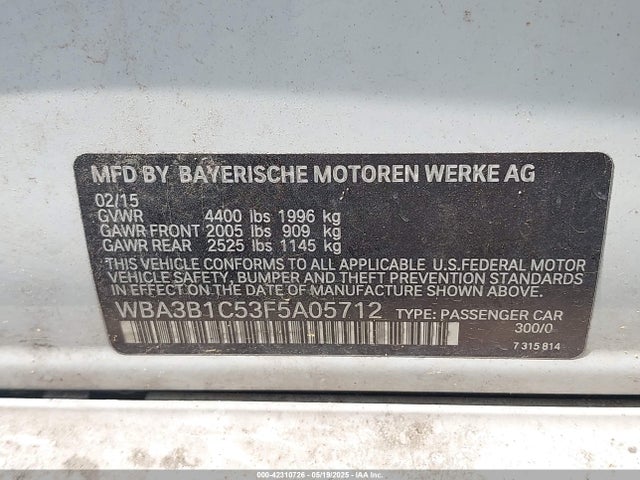 MFD BY BAYERISCHE MOTOREN WERKE AG
02/15
GVWR 4400 lbs 1996 kg
GAWR FRONT 2005 lbs 909 kg
GAWR REAR 2525 lbs 1145 kg
THIS VEHICLE CONFORMS TO ALL APPLICABLE U.S.FEDERAL MOTOR
VEHICLE SAFETY, BUMPER AND THEFT PREVENTION STANDARDS
IN EFFECT ON THE DATE OF MANUFACTURE SHOWN ABOVE.
WBA3B1C53F5A05712 TYPE: PASSENGER CAR
300/0
7 315 814
000-42310726 - 05/19/2025 - IAAI.COM